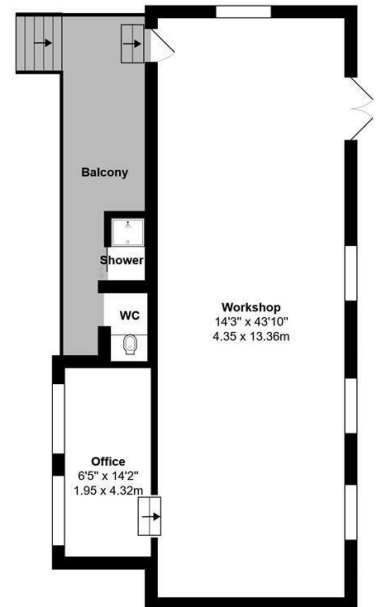 Balcony
Shower
WC
Workshop
14'3" x 43'10"
4.35 x 13.36m
Office
6'5" x 14'2"
1.95 x 4.32m